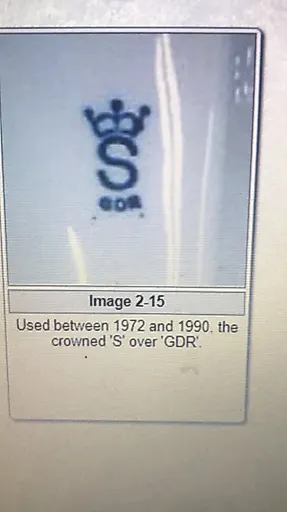 S
GDR
Image 2-15
Used between 1972 and 1990, the
crowned 'S' over 'GDR'.